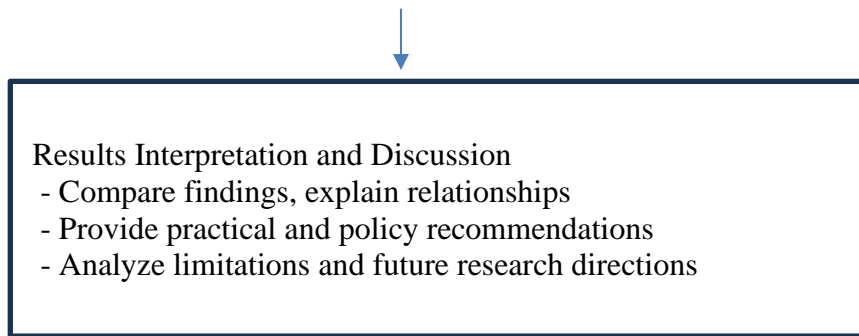 Results Interpretation and Discussion
- Compare findings, explain relationships
- Provide practical and policy recommendations
- Analyze limitations and future research directions